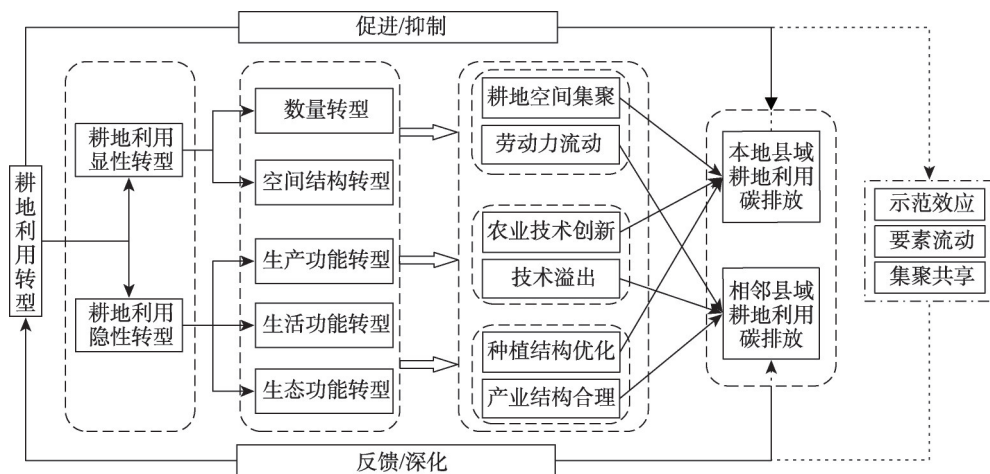 促进/抑制
耕地利用转型
耕地利用
显性转型
耕地利用
隐性转型
数量转型
空间结构转型
生产功能转型
生活功能转型
生态功能转型
耕地空间集聚
劳动力流动
农业技术创新
技术溢出
种植结构优化
产业结构合理
本地县域
耕地利用
碳排放
相邻县域
耕地利用
碳排放
示范效应
要素流动
集聚共享
反馈/深化